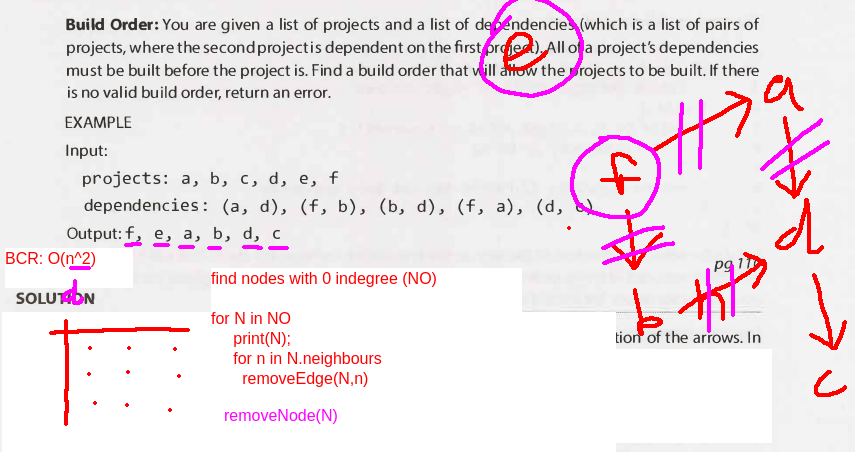 Build Order: You are given a list of projects and a list of dependencies (which is a list of pairs of
projects, where the second project is dependent on the first project). All of a project's dependencies
must be built before the project is. Find a build order that will allow the projects to be built. If there
is no valid build order, return an error.
e
EXAMPLE
Input:
projects: a, b, c, d, e, f
dependencies: (a, d), (f, b), (b, d), (f, a), (d, c)
Output: f, e, a, b, d, c
a
f
d
b
c
BCR: O(n^2)
pg 110
d
SOLUTION
find nodes with 0 indegree (NO)
for N in NO
print(N);
for n in N.neighbours
removeEdge(N,n)
removeNode(N)
tion of the arrows. In